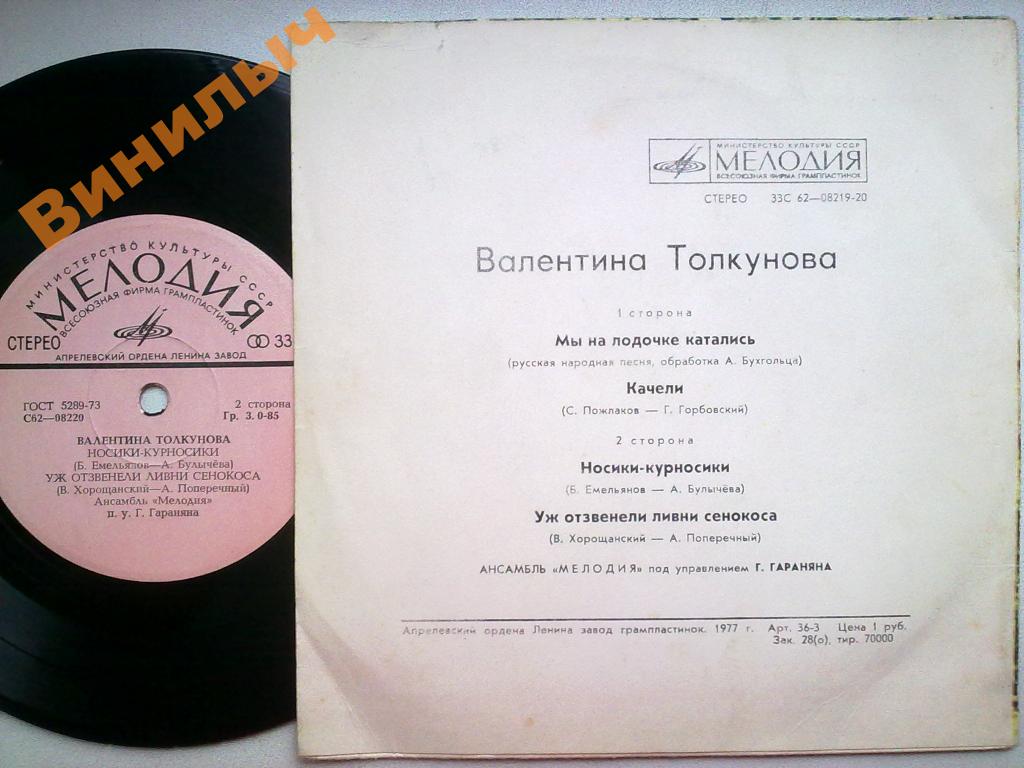 Винилыч
МИНИСТЕРСТВО КУЛЬТУРЫ СССР
МЕЛОДИЯ
ВСЕСОЮЗНАЯ ФИРМА ГРАМПЛАСТИНОК
СТЕРЕО 33
АПРЕЛЕВСКИЙ ОРДЕНА ЛЕНИНА ЗАВОД
ГОСТ 5289-73
С62—08220
2 сторона
Гр. 3. 0-85
ВАЛЕНТИНА ТОЛКУНОВА
НОСИКИ-КУРНОСИКИ
(Б. Емельянов—А. Булычёва)
УЖ ОТЗВЕНЕЛИ ЛИВНИ СЕНОКОСА
(В. Хорощанский—А. Поперечный)
Ансамбль «Мелодия»
п. у. Г. Гараняна
МИНИСТЕРСТВО КУЛЬТУРЫ СССР
МЕЛОДИЯ
ВСЕСОЮЗНАЯ ФИРМА ГРАМПЛАСТИНОК
СТЕРЕО 33С 62—08219-20
Валентина Толкунова
1 сторона
Мы на лодочке катались
(русская народная песня, обработка А. Бухгольца)
Качели
(С. Пожлаков — Г. Горбовский)
2 сторона
Носики-курносики
(Б. Емельянов — А. Булычёва)
Уж отзвенели ливни сенокоса
(В. Хорощанский — А. Поперечный)
АНСАМБЛЬ «МЕЛОДИЯ» под управлением Г. ГАРАНЯНА
Апрелевский ордена Ленина завод грампластинок. 1977 г. Арт. 36-3 Цена 1 руб.
Зак. 28(о), тир. 70000